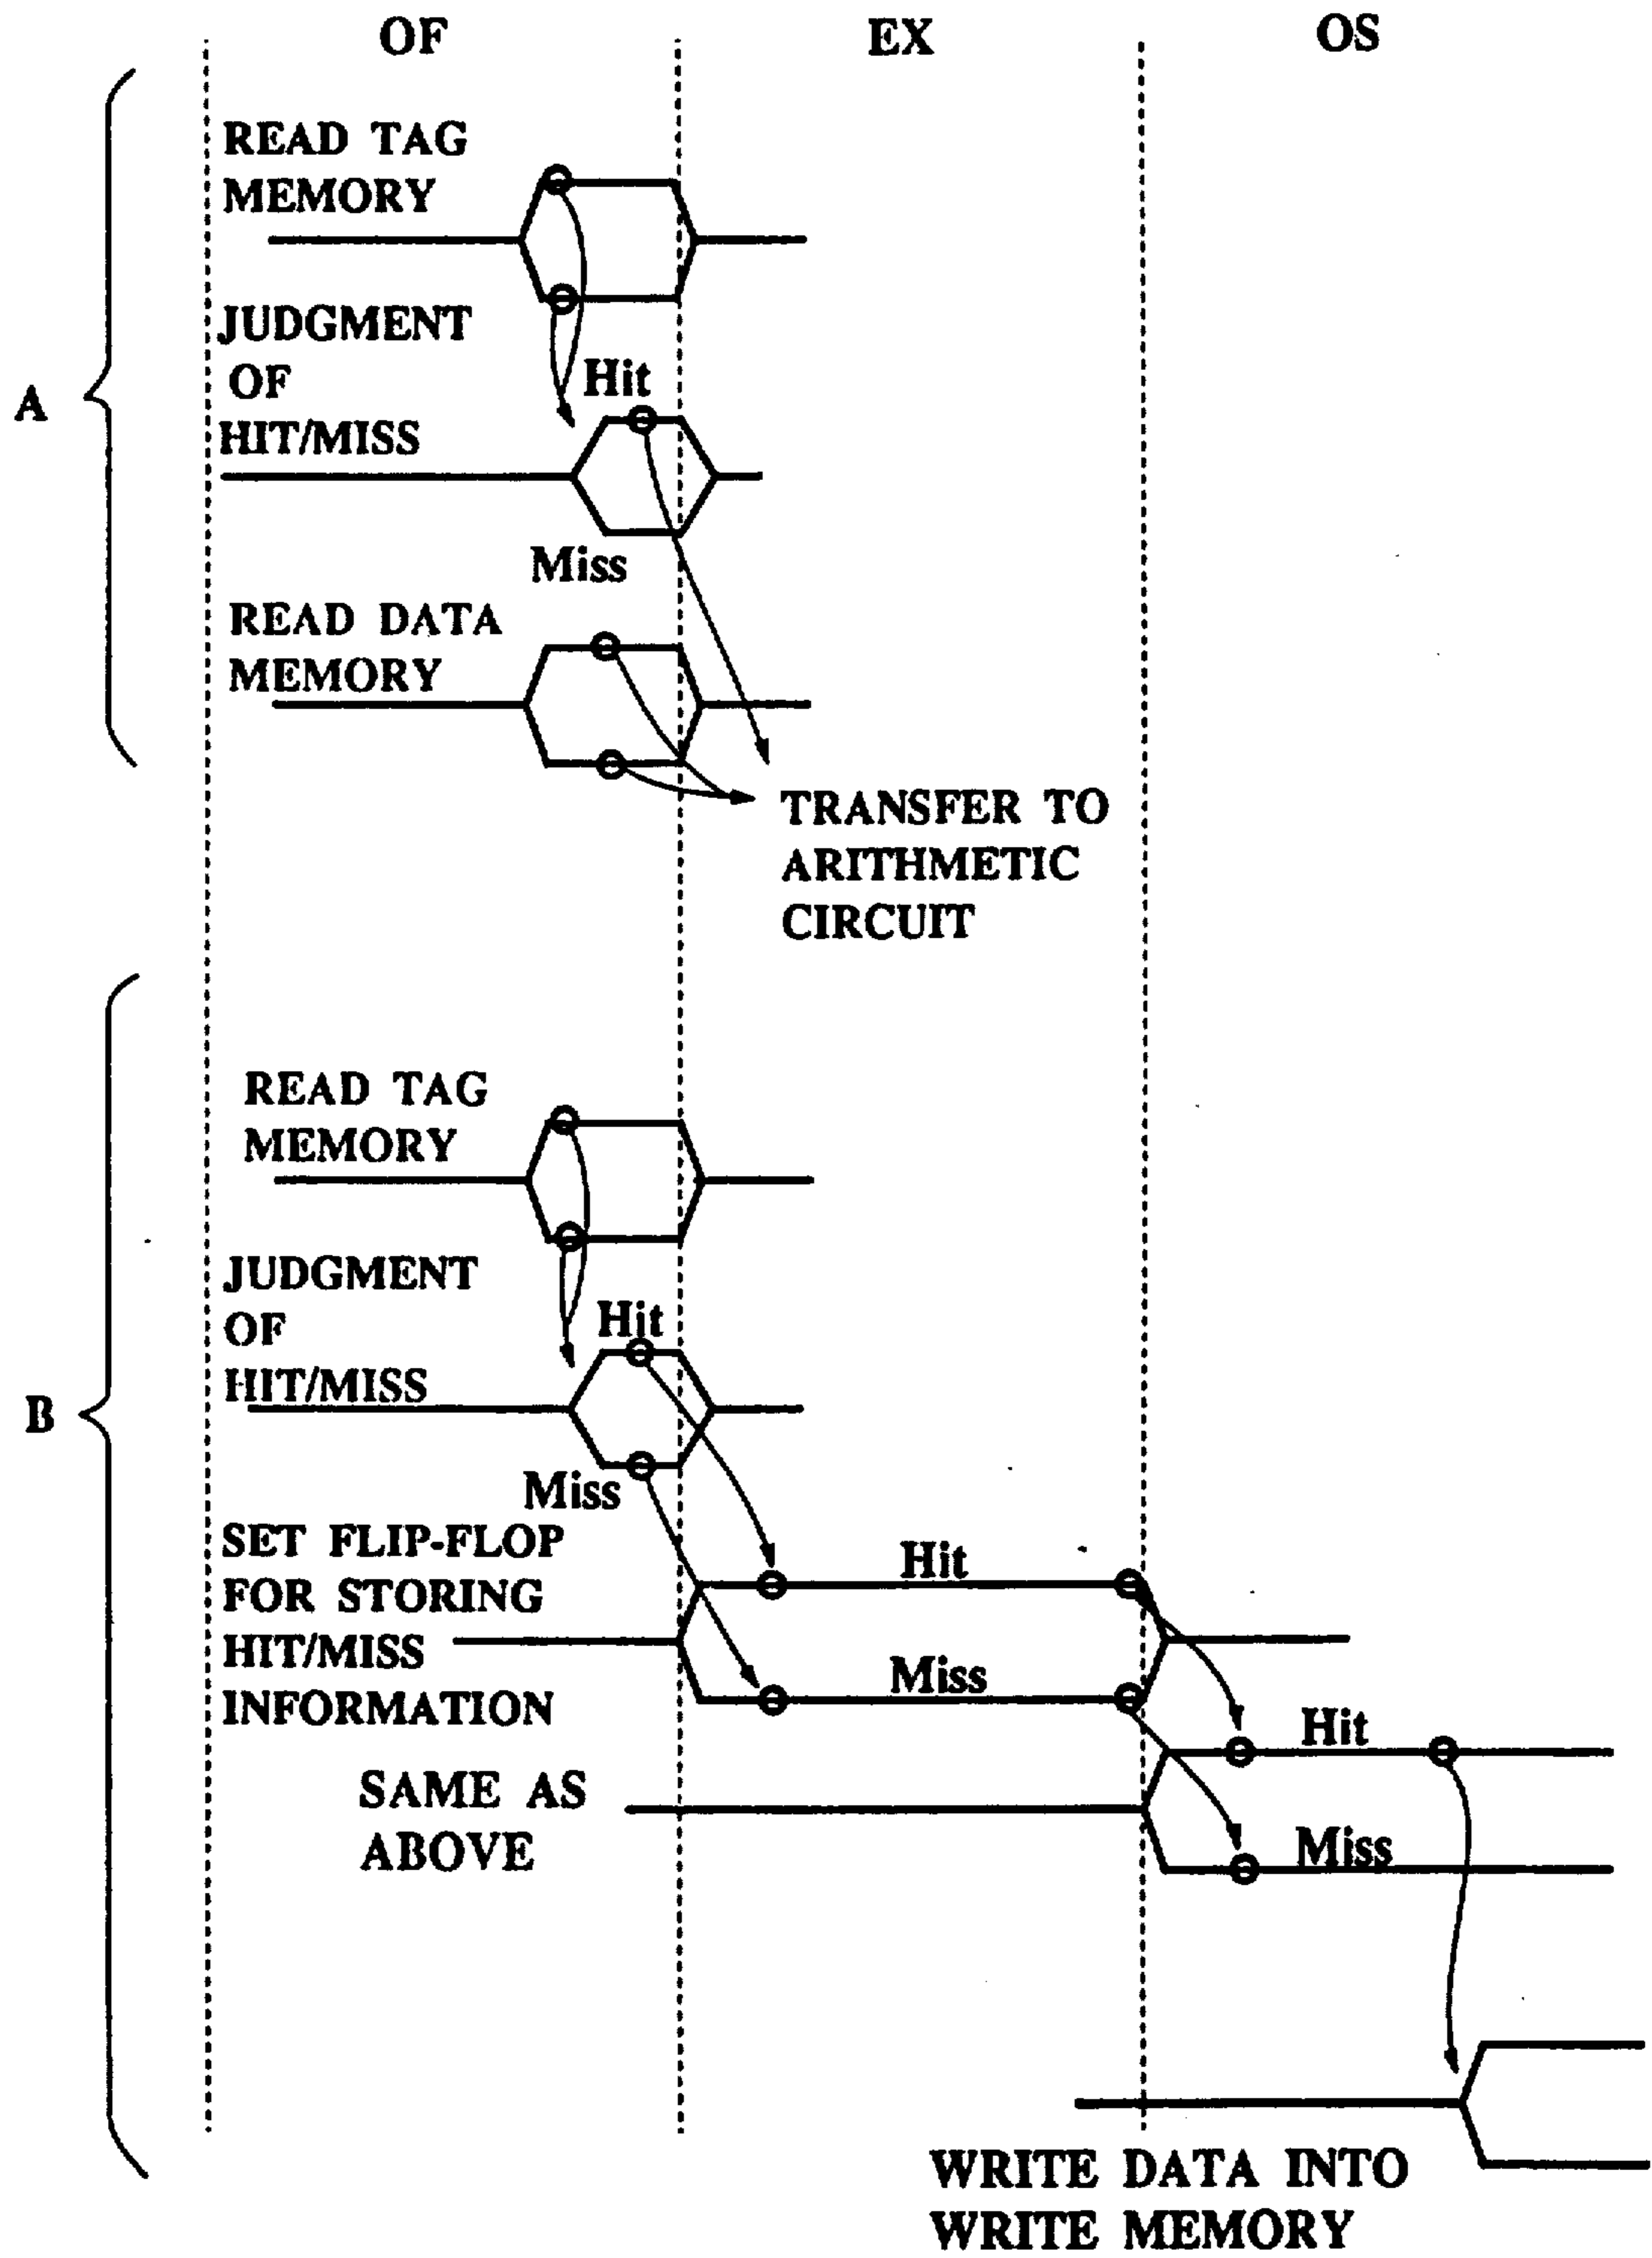 OF
EX
OS
A
READ TAG
MEMORY
JUDGMENT
OF
HIT/MISS
Hit
Miss
READ DATA
MEMORY
TRANSFER TO
ARITHMETIC
CIRCUIT
B
READ TAG
MEMORY
JUDGMENT
OF
HIT/MISS
Hit
Miss
SET FLIP-FLOP
FOR STORING
HIT/MISS
INFORMATION
Hit
Miss
SAME AS
ABOVE
Hit
Miss
WRITE DATA INTO
WRITE MEMORY